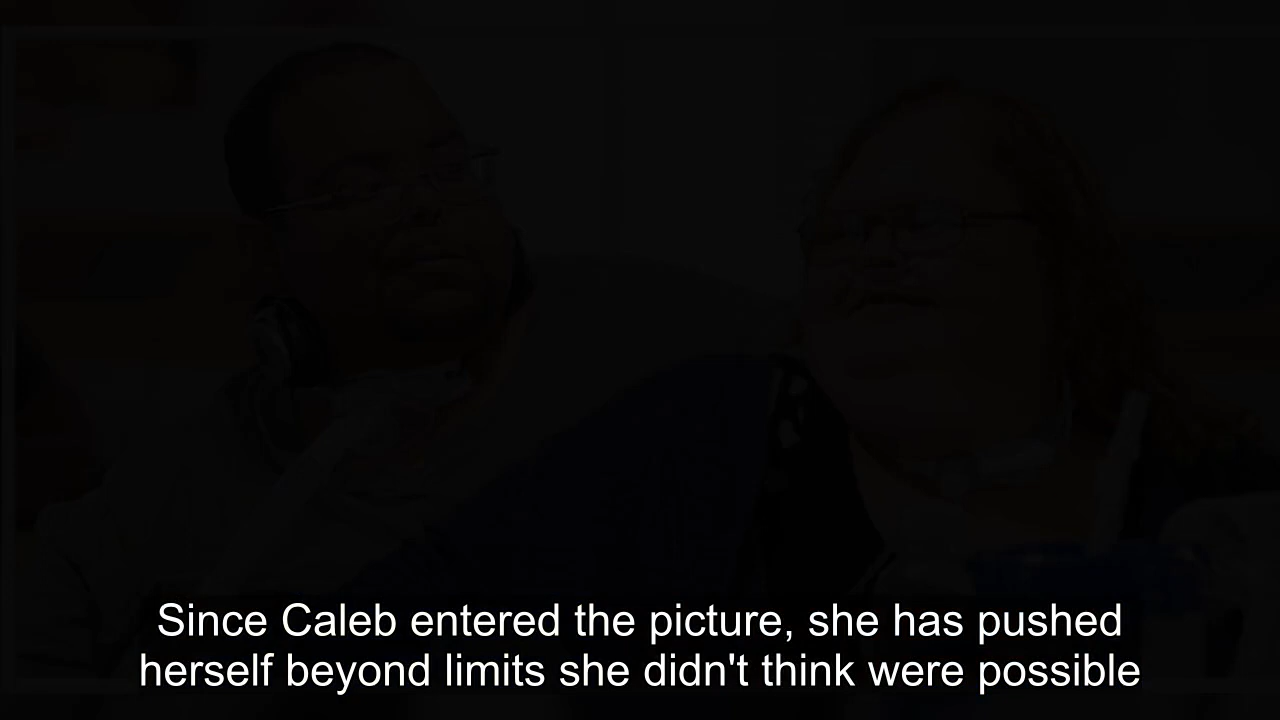 Since Caleb entered the picture, she has pushed
herself beyond limits she didn't think were possible